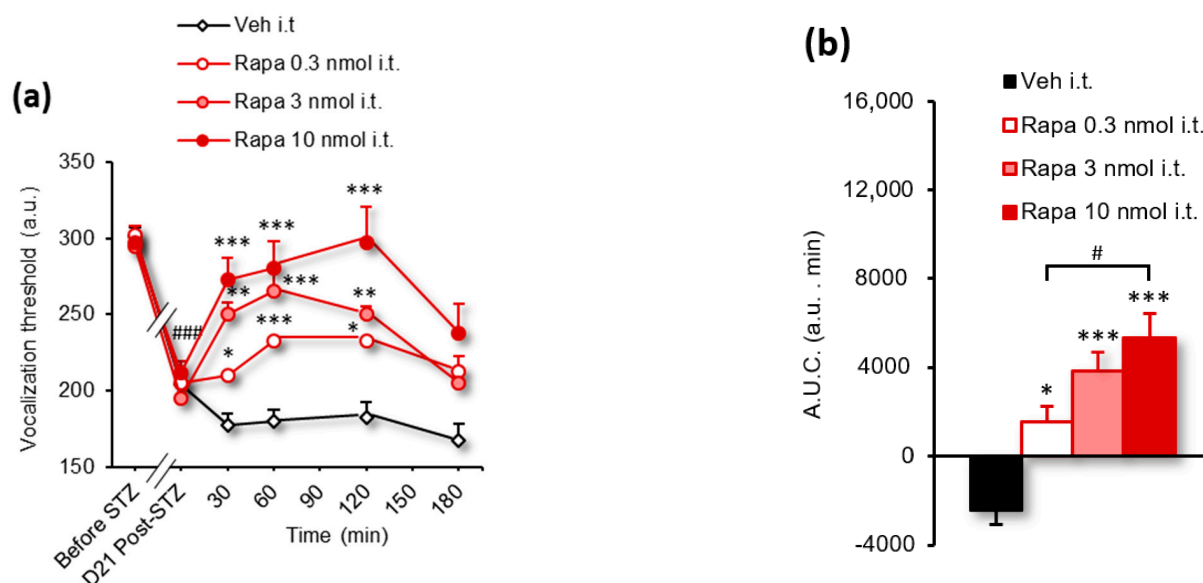 (a)
Veh i.t
Rapa 0.3 nmol i.t.
Rapa 3 nmol i.t.
Rapa 10 nmol i.t.
Vocalization threshold (a.u.)
350
300
250
200
150
###
***
***
***
**
***
**
*
***
*
Before STZ
D21 Post-STZ
30
60
90
120
150
180
Time (min)
(b)
Veh i.t.
Rapa 0.3 nmol i.t.
Rapa 3 nmol i.t.
Rapa 10 nmol i.t.
A.U.C. (a.u. . min)
16,000
12,000
8000
4000
0
-4000
#
*
***
***